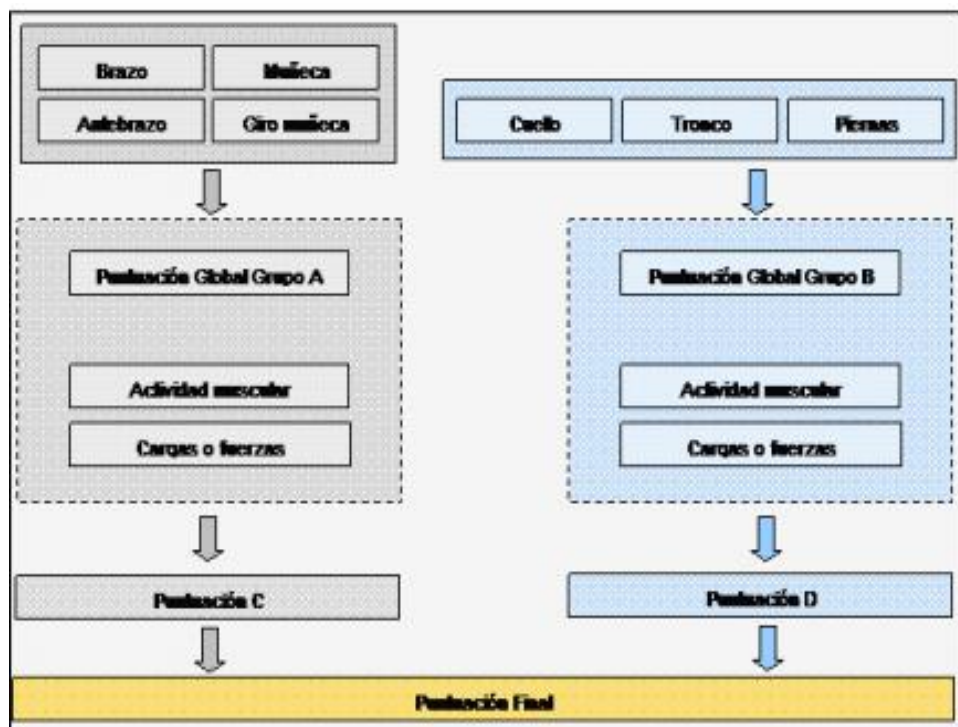 Brazo
Muñeca
Antebrazo
Giro muñeca
Cuello
Tronco
Piernas
Puntuación Global Grupo A
Actividad muscular
Cargas o fuerzas
Puntuación Global Grupo B
Actividad muscular
Cargas o fuerzas
Puntuación C
Puntuación D
Puntuación Final